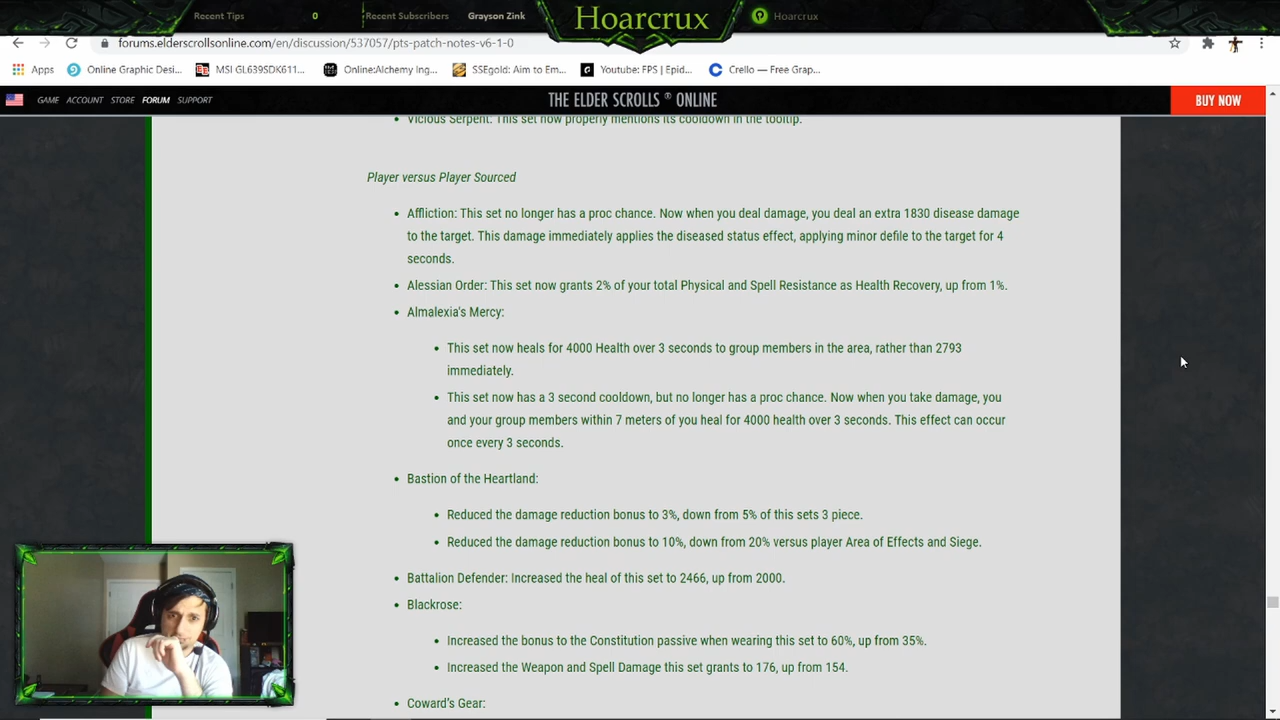 Recent Tips 0 Recent Subscribers Grayson Zink Hoarcrux Hoarcrux
forums.elderscrollsonline.com/en/discussion/537057/pts-patch-notes-v6-1-0
Apps Online Graphic Desi... MSI GL639SDK611... Online:Alchemy Ing... SSEgold: Aim to Em... Youtube: FPS | Epid... Crello — Free Grap...
GAME ACCOUNT STORE FORUM SUPPORT THE ELDER SCROLLS ® ONLINE BUY NOW
Vicious Serpent: This set now properly mentions its cooldown in the tooltip.
Player versus Player Sourced
Affliction: This set no longer has a proc chance. Now when you deal damage, you deal an extra 1830 disease damage
to the target. This damage immediately applies the diseased status effect, applying minor defile to the target for 4
seconds.
Alessian Order: This set now grants 2% of your total Physical and Spell Resistance as Health Recovery, up from 1%.
Almalexia's Mercy:
This set now heals for 4000 Health over 3 seconds to group members in the area, rather than 2793
immediately.
This set now has a 3 second cooldown, but no longer has a proc chance. Now when you take damage, you
and your group members within 7 meters of you heal for 4000 health over 3 seconds. This effect can occur
once every 3 seconds.
Bastion of the Heartland:
Reduced the damage reduction bonus to 3%, down from 5% of this sets 3 piece.
Reduced the damage reduction bonus to 10%, down from 20% versus player Area of Effects and Siege.
Battalion Defender: Increased the heal of this set to 2466, up from 2000.
Blackrose:
Increased the bonus to the Constitution passive when wearing this set to 60%, up from 35%.
Increased the Weapon and Spell Damage this set grants to 176, up from 154.
Coward's Gear: